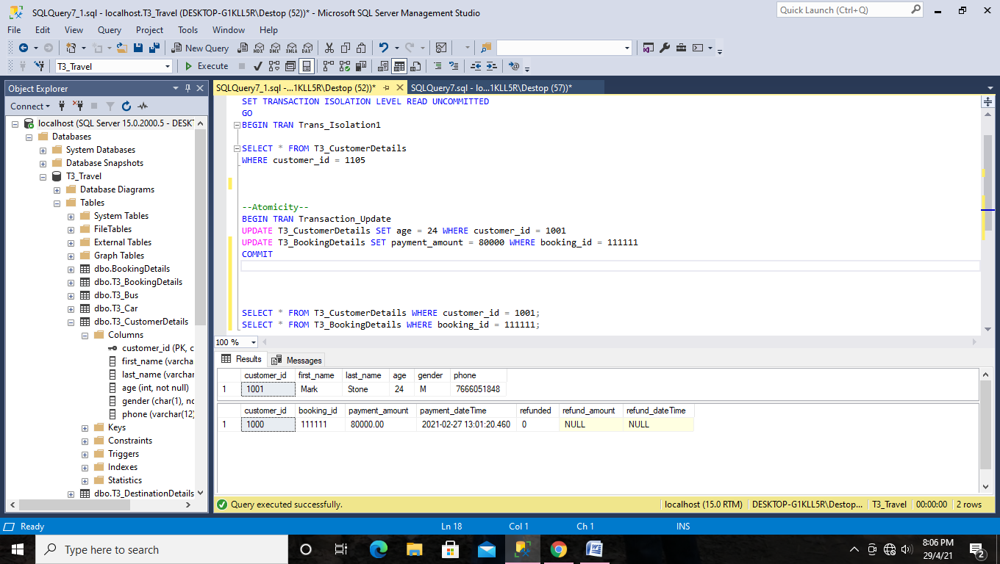 SQLQuery7_1.sql - localhost.T3_Travel (DESKTOP-G1KLL5R\Destop (52))* - Microsoft SQL Server Management Studio
Quick Launch (Ctrl+Q)
File Edit View Query Project Tools Window Help
New Query
MDX DMX XMLA DAX
T3_Travel
Execute
Object Explorer
Connect
localhost (SQL Server 15.0.2000.5 - DESKT
Databases
System Databases
Database Snapshots
T3_Travel
Database Diagrams
Tables
System Tables
FileTables
External Tables
Graph Tables
dbo.BookingDetails
dbo.T3_BookingDetails
dbo.T3_Bus
dbo.T3_Car
dbo.T3_CustomerDetails
Columns
customer_id (PK, c
first_name (varcha
last_name (varchar
age (int, not null)
gender (char(1), nc
phone (varchar(12)
Keys
Constraints
Triggers
Indexes
Statistics
dbo.T3_DestinationDetails
SQLQuery7_1.sql -...1KLL5R\Destop (52))*
SQLQuery7.sql - lo...1KLL5R\Destop (57))*
SET TRANSACTION ISOLATION LEVEL READ UNCOMMITTED
GO
BEGIN TRAN Trans_Isolation1
SELECT * FROM T3_CustomerDetails
WHERE customer_id = 1105
--Atomicity--
BEGIN TRAN Transaction_Update
UPDATE T3_CustomerDetails SET age = 24 WHERE customer_id = 1001
UPDATE T3_BookingDetails SET payment_amount = 80000 WHERE booking_id = 111111
COMMIT
SELECT * FROM T3_CustomerDetails WHERE customer_id = 1001;
SELECT * FROM T3_BookingDetails WHERE booking_id = 111111;
100 %
Results Messages
customer_id first_name last_name age gender phone
1 1001 Mark Stone 24 M 7666051848
customer_id booking_id payment_amount payment_dateTime refunded refund_amount refund_dateTime
1 1000 111111 80000.00 2021-02-27 13:01:20.460 0 NULL NULL
Query executed successfully.
localhost (15.0 RTM) DESKTOP-G1KLL5R\Destop... T3_Travel 00:00:00 2 rows
Ready
Ln 18 Col 1 Ch 1 INS
Type here to search
8:06 PM
29/4/21
2